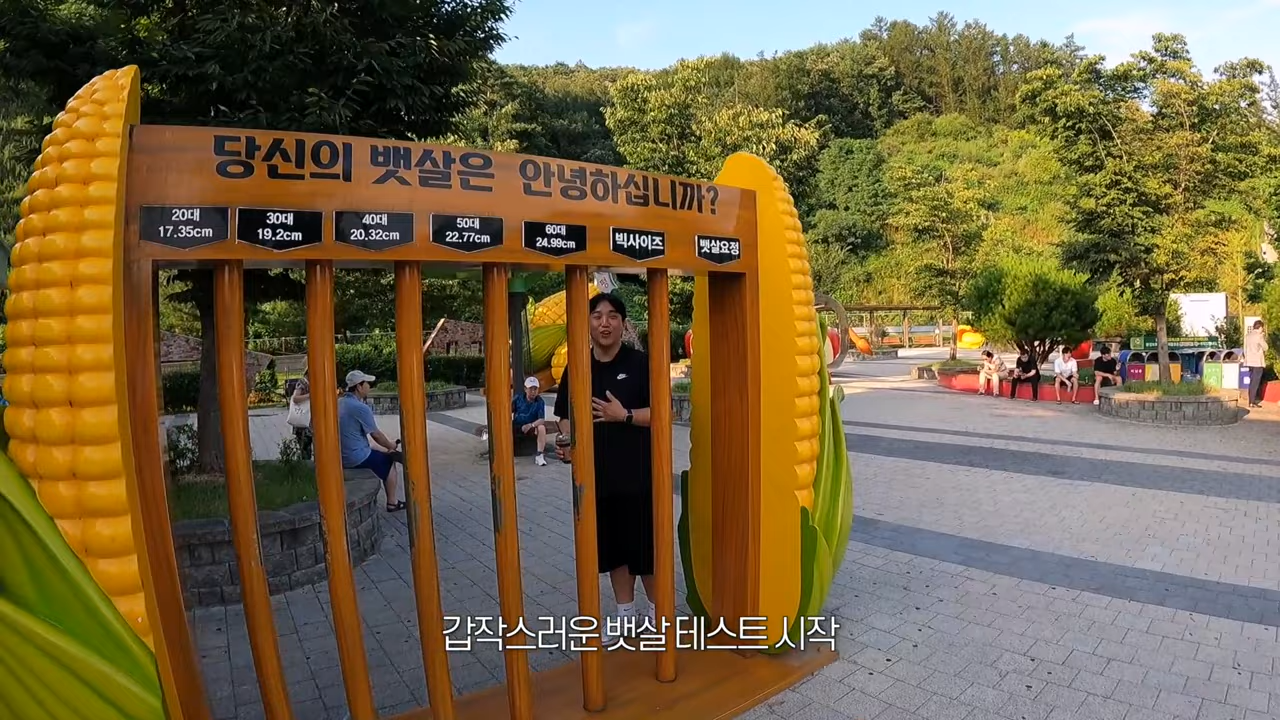 당신의 뱃살은 안녕하십니까?
20대
17.35cm
30대
19.2cm
40대
20.32cm
50대
22.77cm
60대
24.99cm
빅사이즈
뱃살요정
갑작스러운 뱃살 테스트 시작